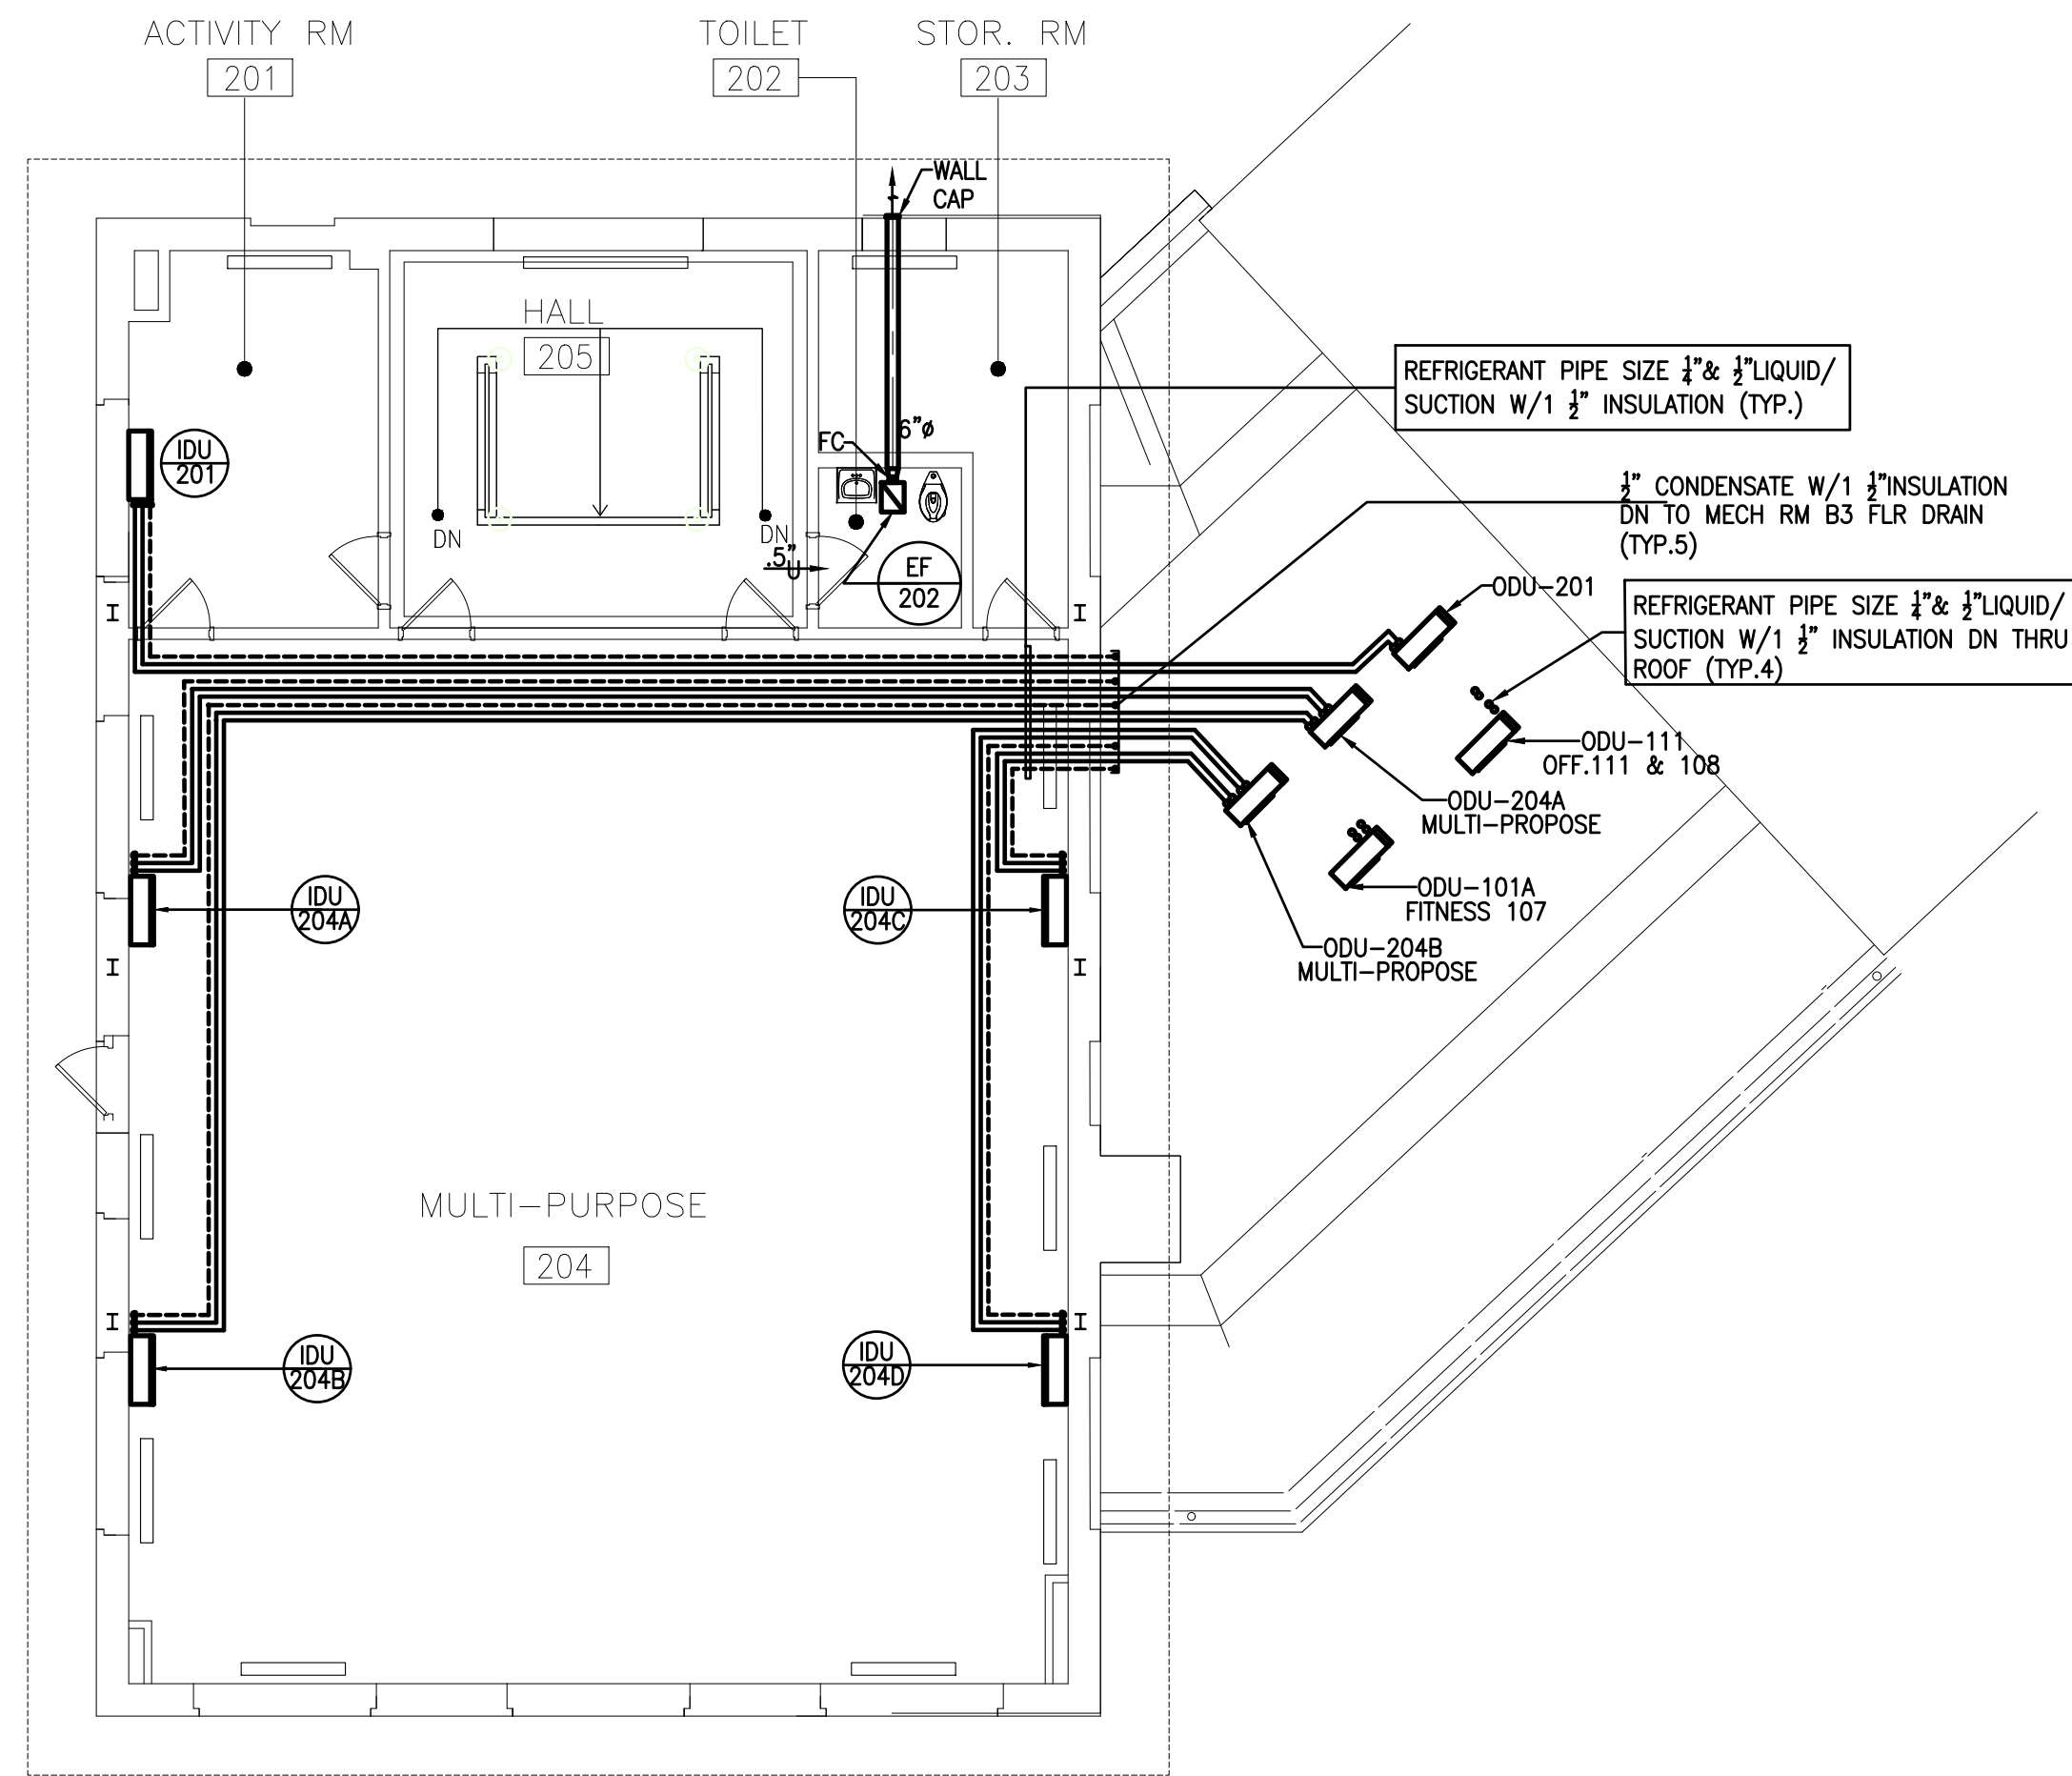 ACTIVITY RM
201
TOILET
202
STOR. RM
203
WALL
CAP
HALL
205
REFRIGERANT PIPE SIZE ¼"& ½"LIQUID/
SUCTION W/1 ½" INSULATION (TYP.)
6"ø
FC
IDU
201
½" CONDENSATE W/1 ½"INSULATION
DN TO MECH RM B3 FLR DRAIN
(TYP.5)
DN
DN
.5"
U
EF
202
ODU-201
REFRIGERANT PIPE SIZE ¼"& ½"LIQUID/
SUCTION W/1 ½" INSULATION DN THRU
ROOF (TYP.4)
I
I
ODU-111
OFF.111 & 108
ODU-204A
MULTI-PROPOSE
IDU
204A
IDU
204C
ODU-101A
FITNESS 107
ODU-204B
MULTI-PROPOSE
I
I
MULTI-PURPOSE
204
I
I
IDU
204B
IDU
204D